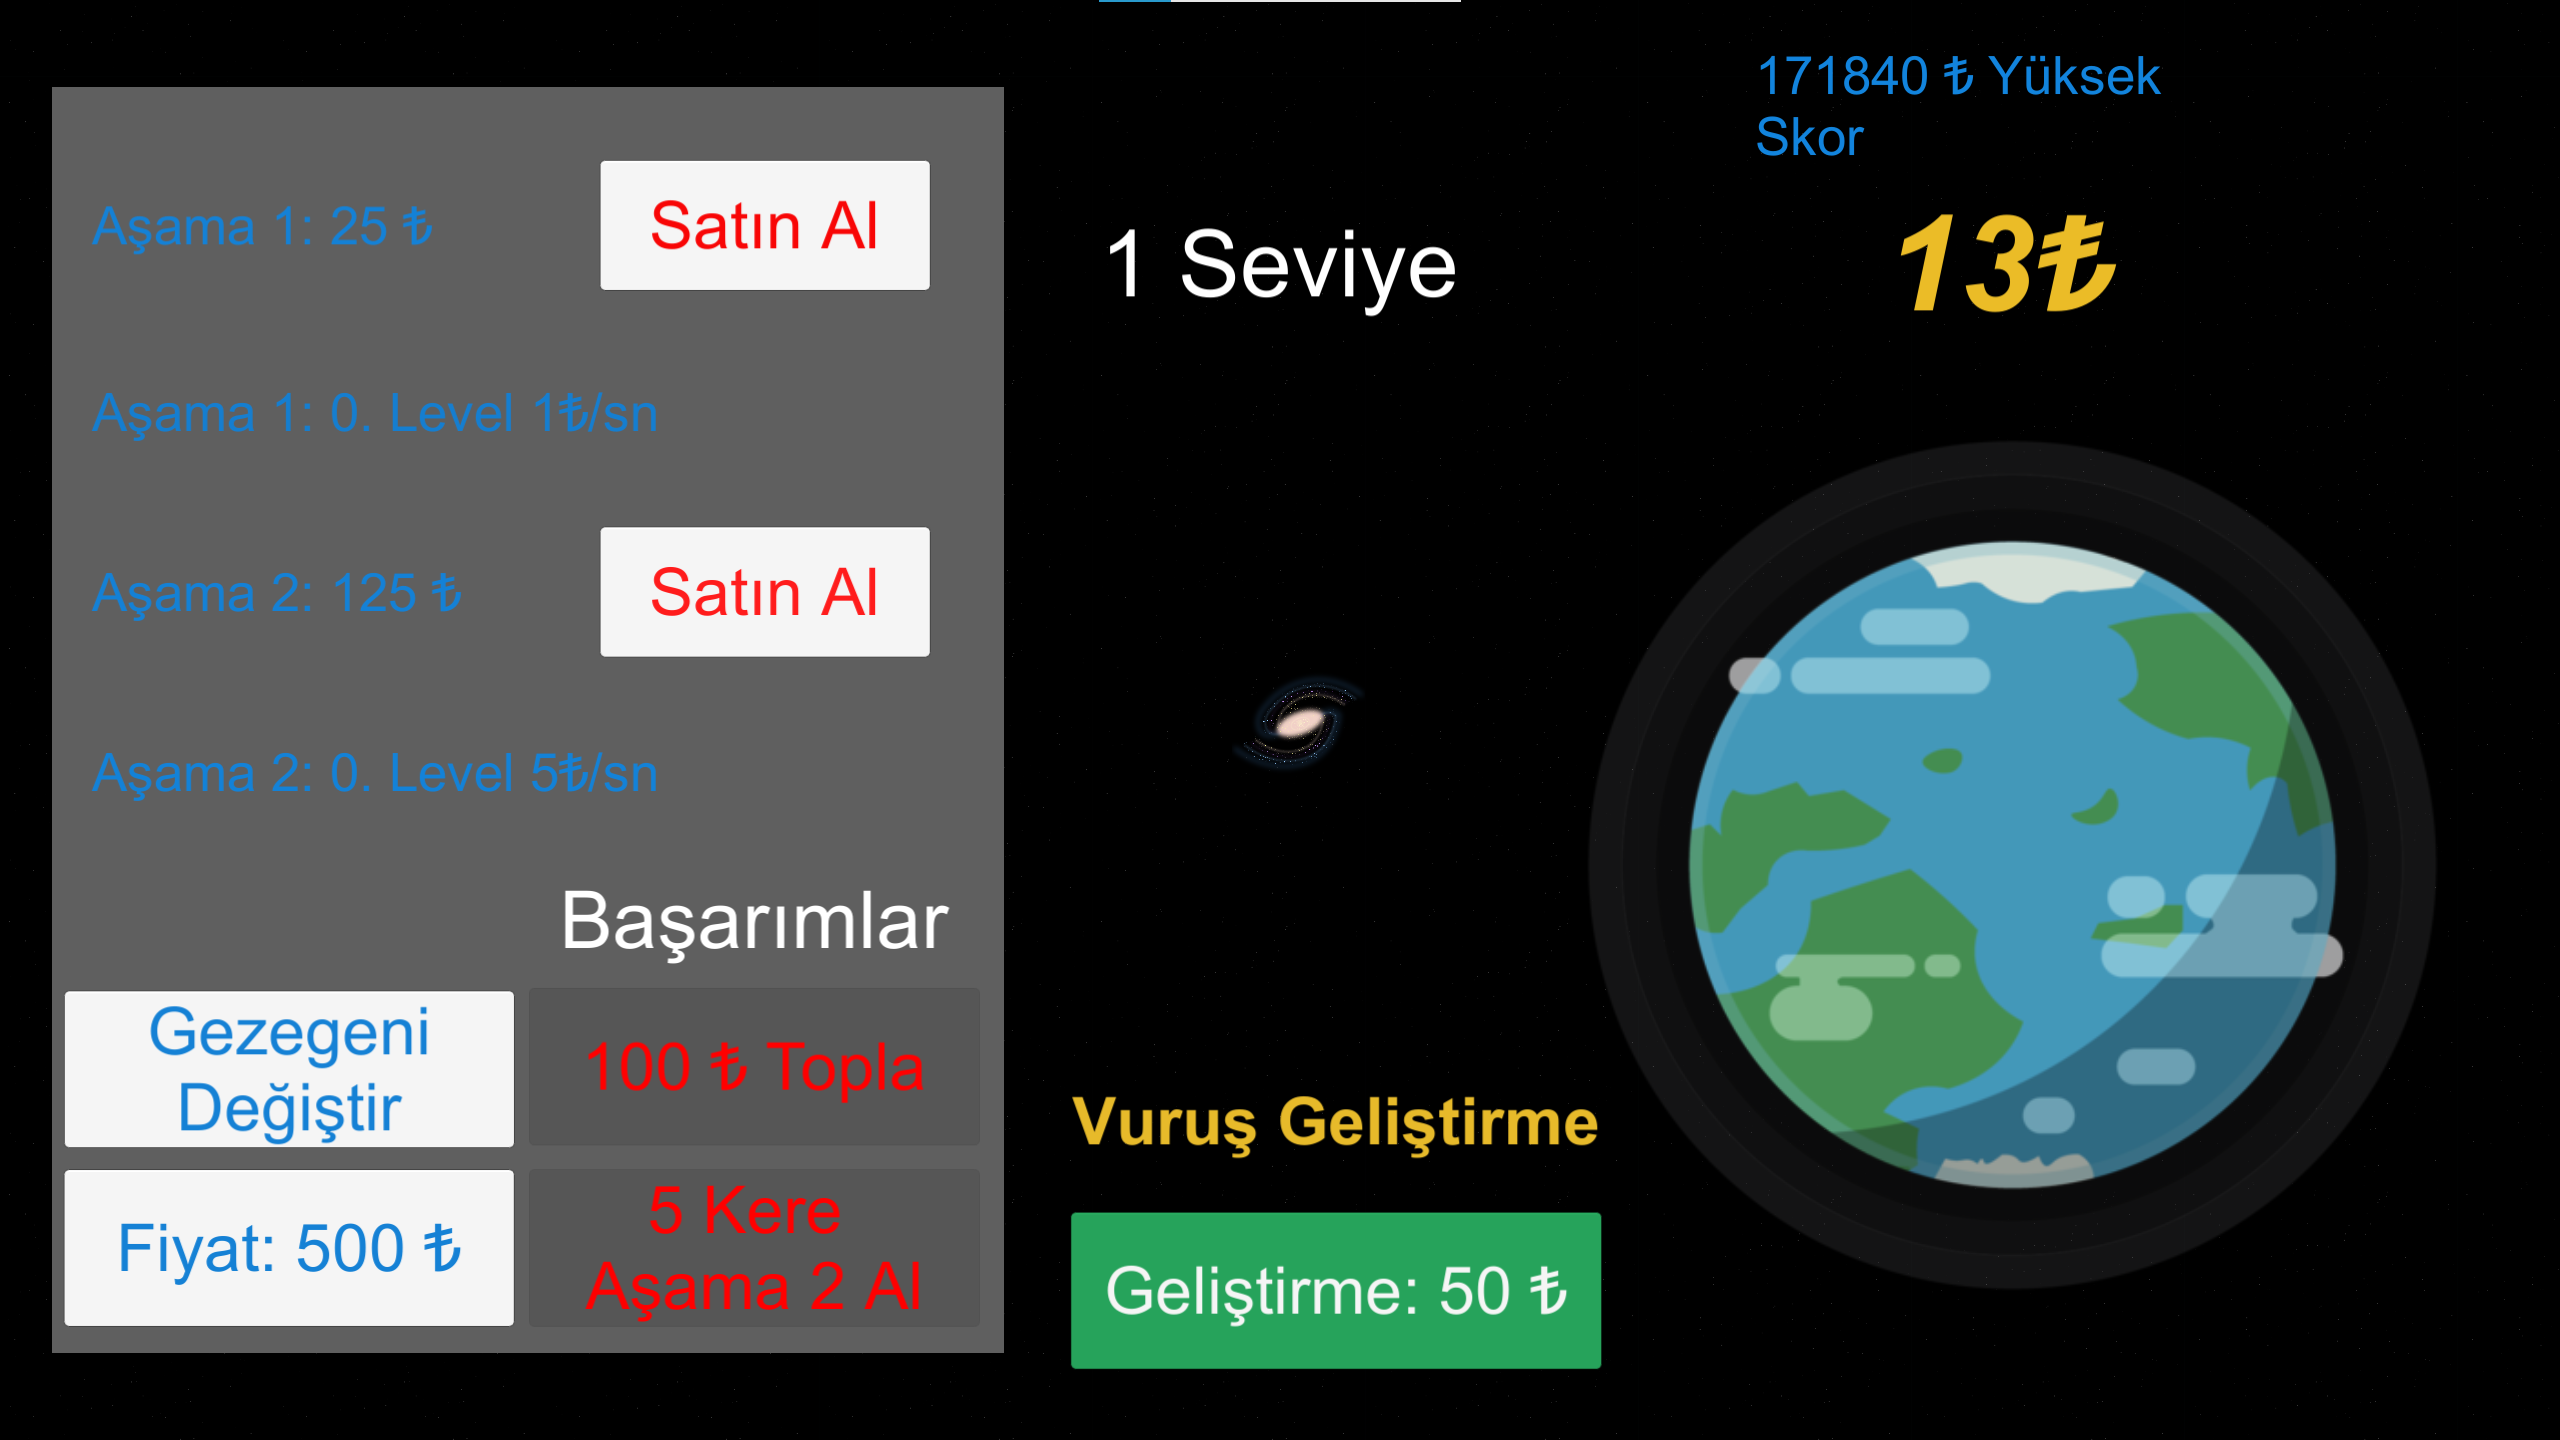 Aşama 1: 25 ₺
Satın Al
Aşama 1: 0. Level 1₺/sn
Aşama 2: 125 ₺
Satın Al
Aşama 2: 0. Level 5₺/sn
Başarımlar
Gezegeni
Değiştir
100 ₺ Topla
Fiyat: 500 ₺
5 Kere
Aşama 2 Al
1 Seviye
171840 ₺ Yüksek
Skor
13₺
Vuruş Geliştirme
Geliştirme: 50 ₺